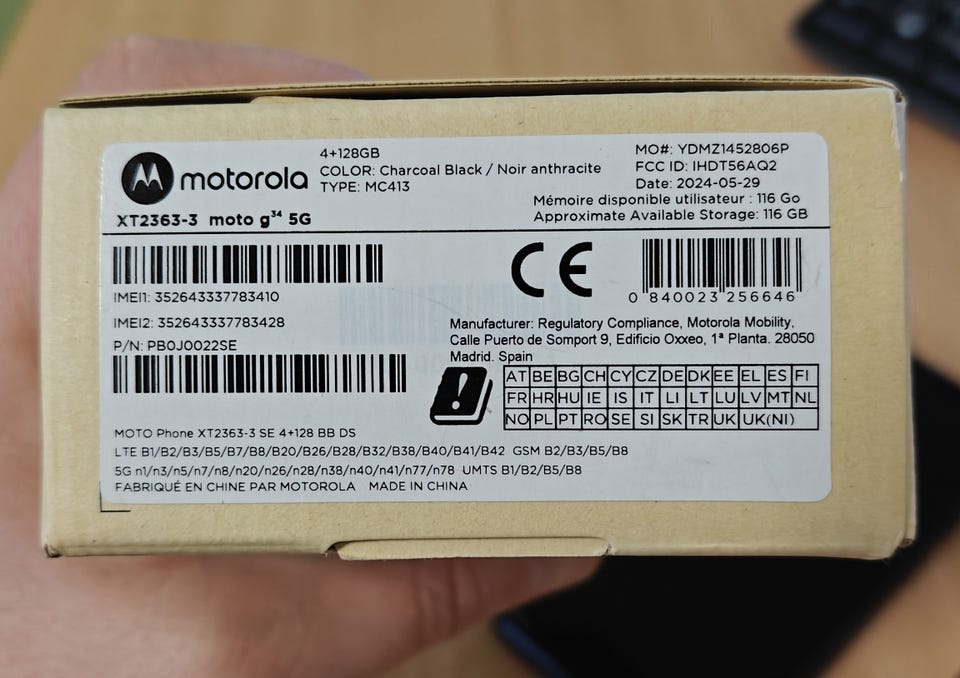 motorola
4+128GB
COLOR: Charcoal Black / Noir anthracite
TYPE: MC413
MO#: YDMZ1452806P
FCC ID: IHDT56AQ2
Date: 2024-05-29
Mémoire disponible utilisateur : 116 Go
Approximate Available Storage: 116 GB
XT2363-3 moto g34 5G
IMEI1: 352643337783410
IMEI2: 352643337783428
P/N: PB0J0022SE
CE
0 840023 256646
Manufacturer: Regulatory Compliance, Motorola Mobility,
Calle Puerto de Somport 9, Edificio Oxxeo, 1ª Planta. 28050
Madrid. Spain
AT BE BG CH CY CZ DE DK EE EL ES FI
FR HR HU IE IS IT LI LT LU LV MT NL
NO PL PT RO SE SI SK TR UK UK(NI)
MOTO Phone XT2363-3 SE 4+128 BB DS
LTE B1/B2/B3/B5/B7/B8/B20/B26/B28/B32/B38/B40/B41/B42 GSM B2/B3/B5/B8
5G n1/n3/n5/n7/n8/n20/n26/n28/n38/n40/n41/n77/n78 UMTS B1/B2/B5/B8
FABRIQUÉ EN CHINE PAR MOTOROLA MADE IN CHINA